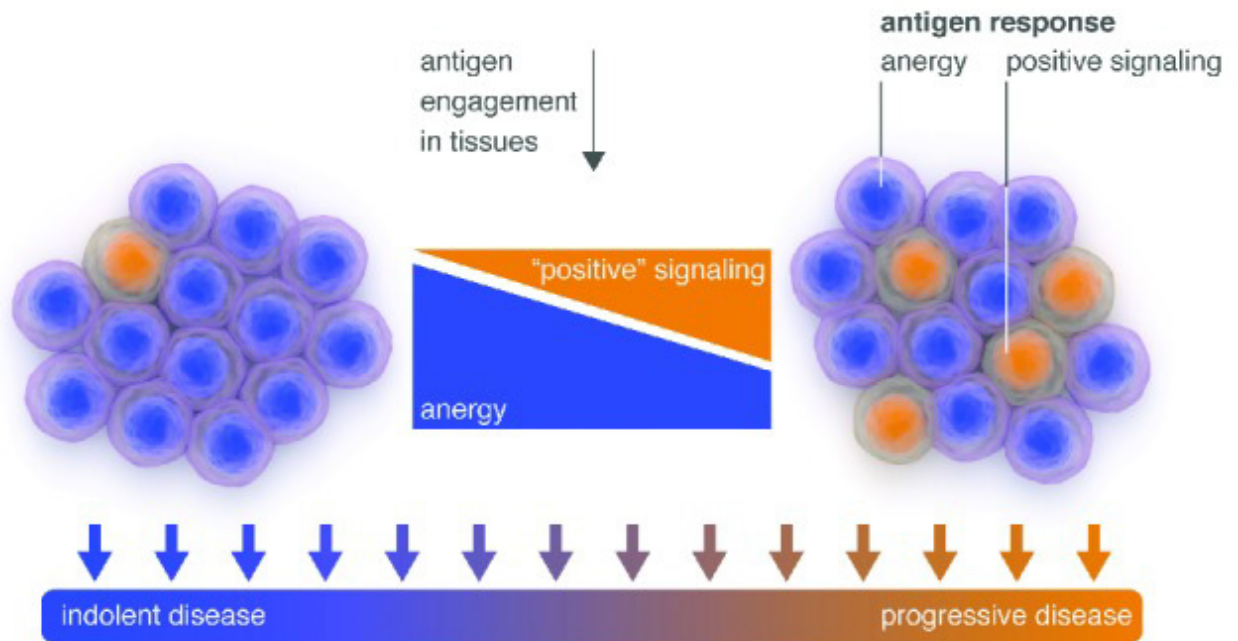 antigen response
anergy
positive signaling
antigen
engagement
in tissues
“positive” signaling
anergy
indolent disease
progressive disease